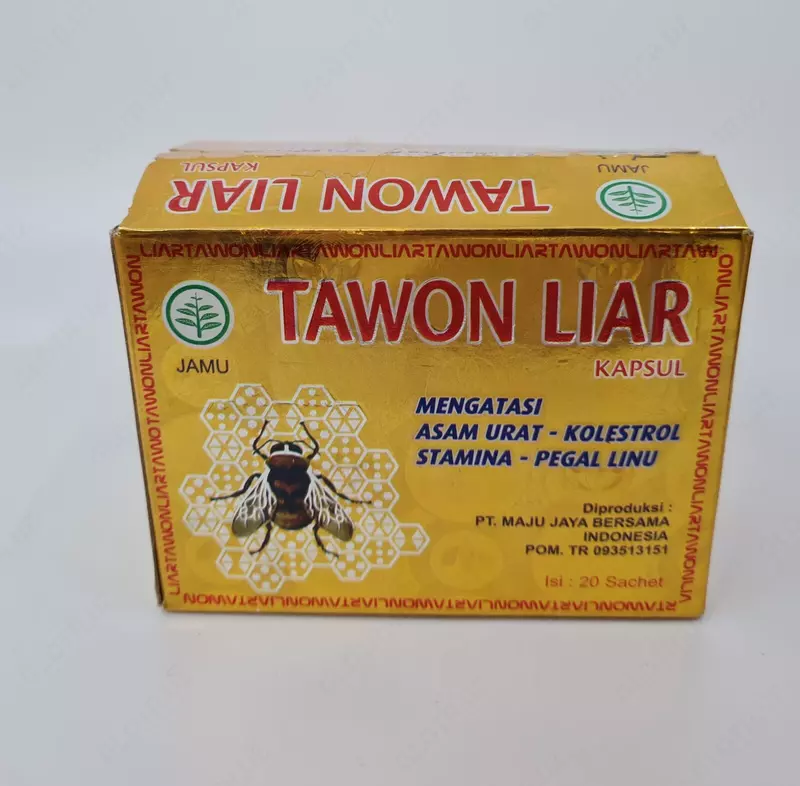 JAMU
KAPSUL
TAWON LIAR
TAWONLIARTAWONLIARTAWONLIARTAWONLIAR
TAWON LIAR
JAMU
KAPSUL
MENGATASI
ASAM URAT - KOLESTROL
STAMINA - PEGAL LINU
Diproduksi :
PT. MAJU JAYA BERSAMA
INDONESIA
POM. TR 093513151
Isi : 20 Sachet